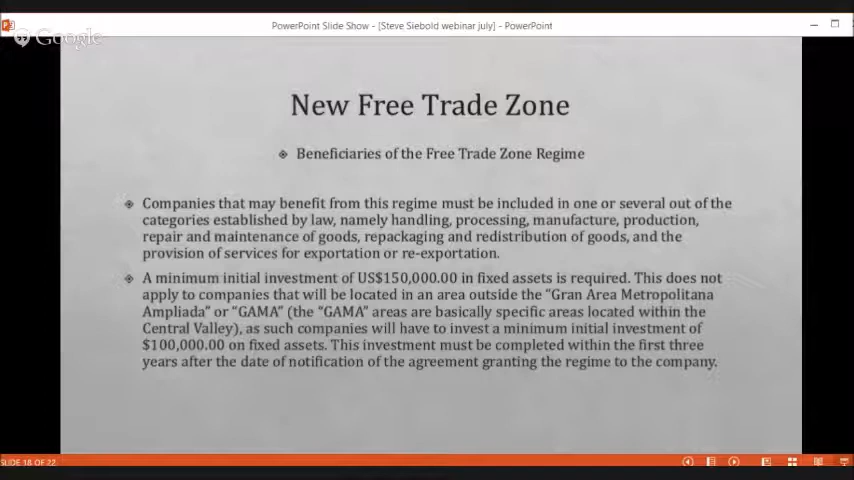 PowerPoint Slide Show - [Steve Siebold webinar july] - PowerPoint
Google
New Free Trade Zone
Beneficiaries of the Free Trade Zone Regime
Companies that may benefit from this regime must be included in one or several out of the
categories established by law, namely handling, processing, manufacture, production,
repair and maintenance of goods, repackaging and redistribution of goods, and the
provision of services for exportation or re-exportation.
A minimum initial investment of US$150,000.00 in fixed assets is required. This does not
apply to companies that will be located in an area outside the “Gran Area Metropolitana
Ampliada” or “GAMA” (the “GAMA” areas are basically specific areas located within the
Central Valley), as such companies will have to invest a minimum initial investment of
$100,000.00 on fixed assets. This investment must be completed within the first three
years after the date of notification of the agreement granting the regime to the company.
SLIDE 18 OF 22